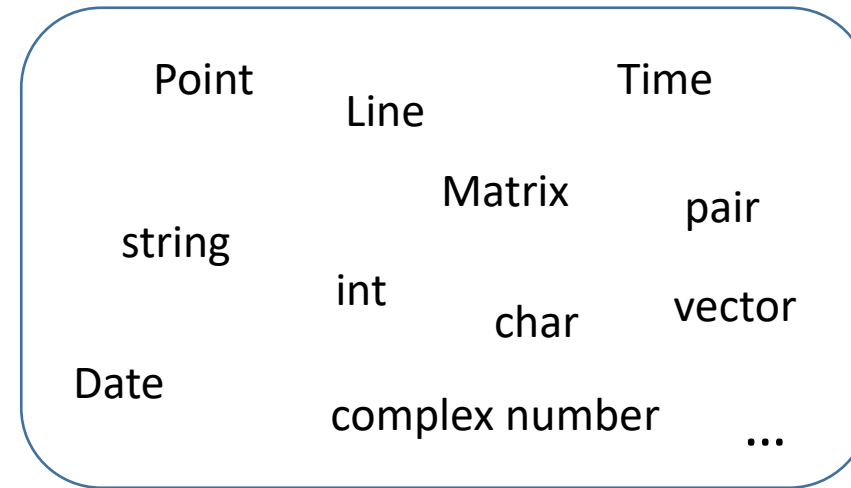 Point
Time
Line
Matrix
pair
string
int
char
vector
Date
complex number
...